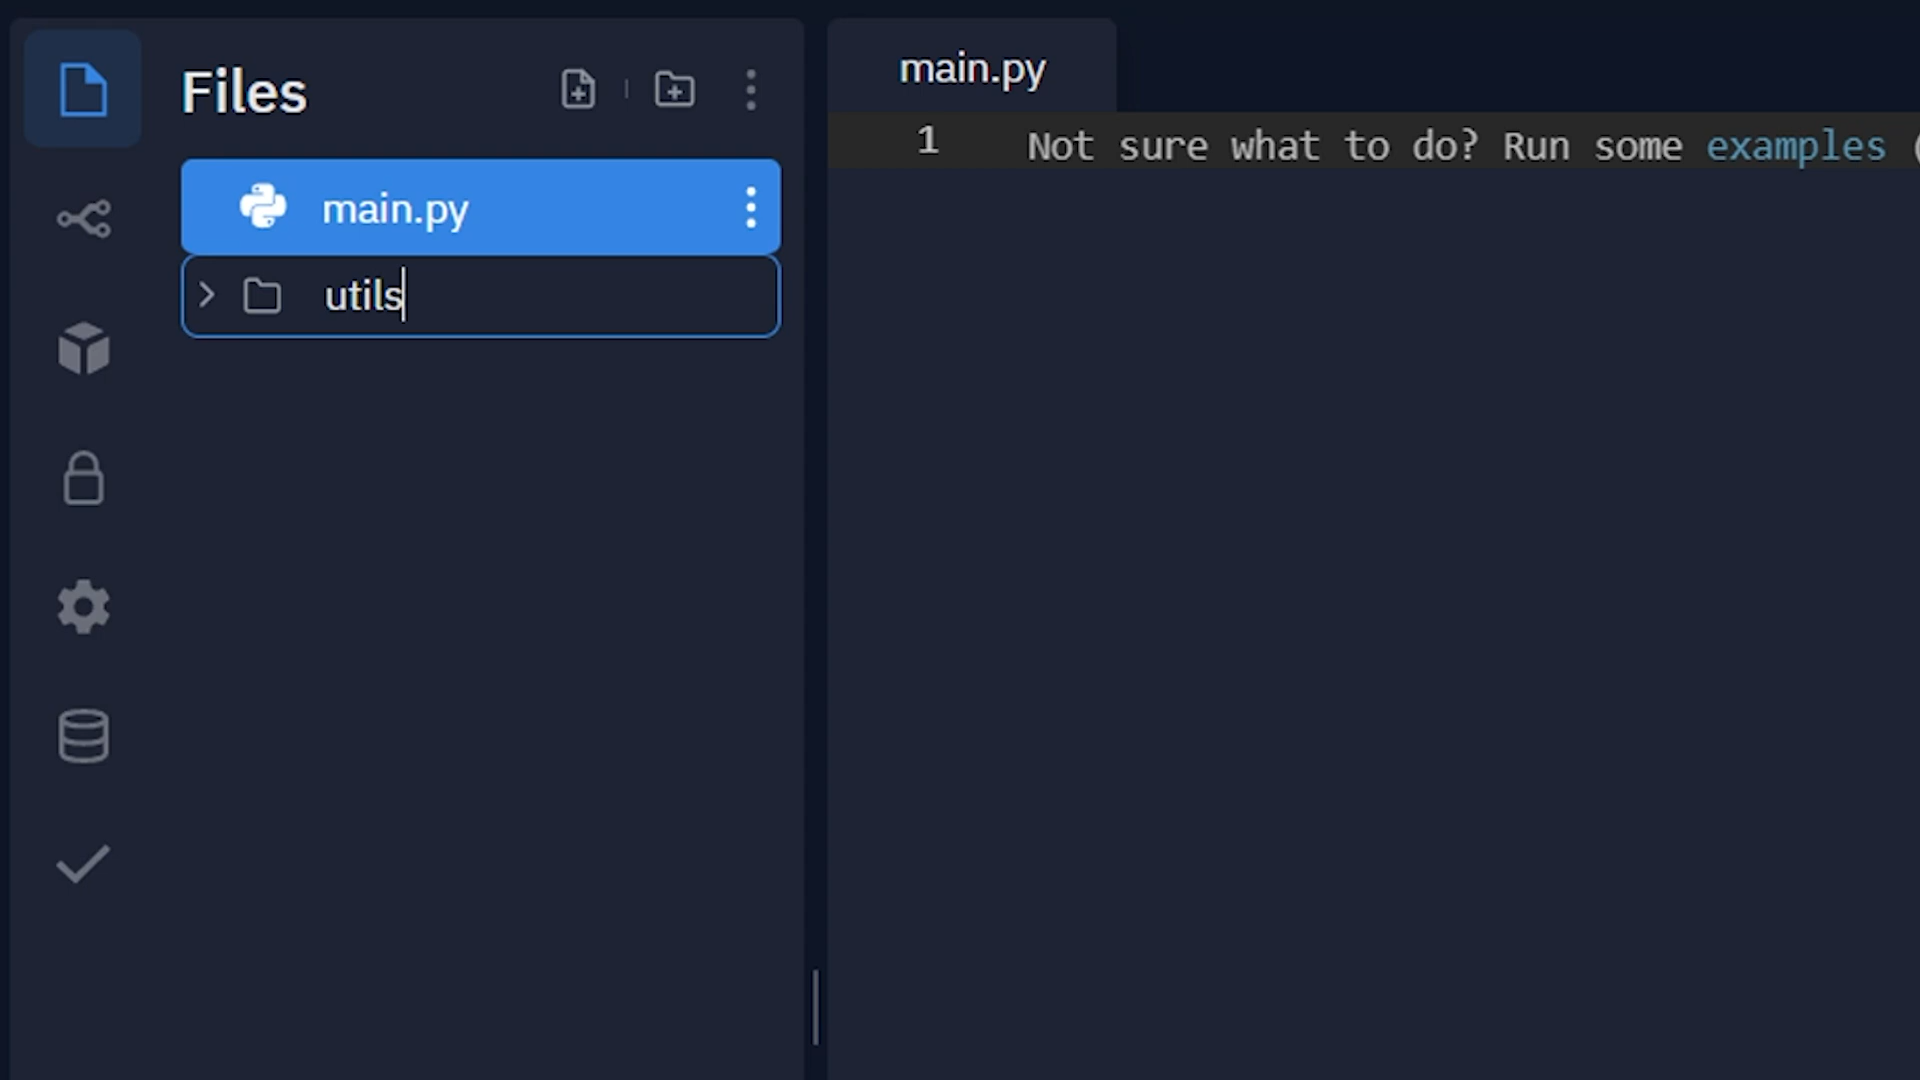 Files
main.py
utils
main.py
1 Not sure what to do? Run some examples (